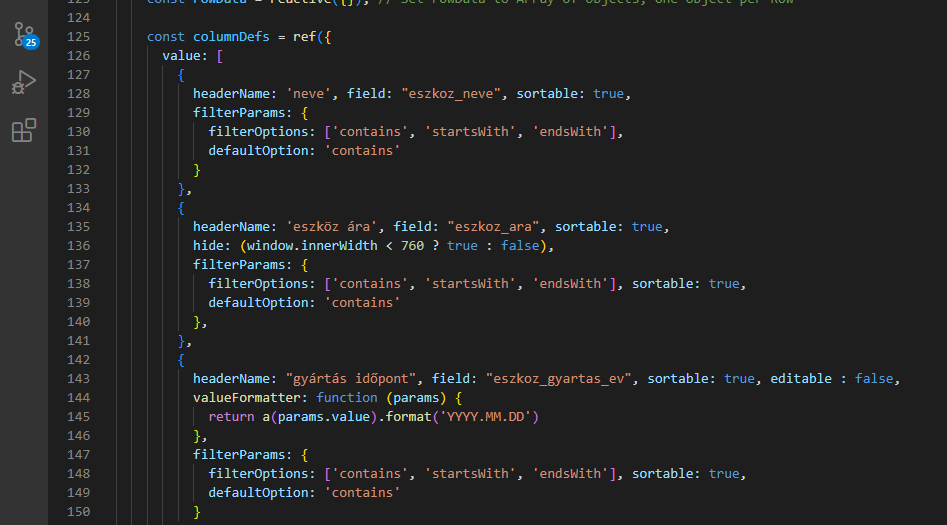 const rowData = reactive({}); // Set rowData to Array of Objects, one Object per Row
124
125 const columnDefs = ref({
126 value: [
127 {
128 headerName: 'neve', field: "eszkoz_neve", sortable: true,
129 filterParams: {
130 filterOptions: ['contains', 'startsWith', 'endsWith'],
131 defaultOption: 'contains'
132 }
133 },
134 {
135 headerName: 'eszköz ára', field: "eszkoz_ara", sortable: true,
136 hide: (window.innerWidth < 760 ? true : false),
137 filterParams: {
138 filterOptions: ['contains', 'startsWith', 'endsWith'], sortable: true,
139 defaultOption: 'contains'
140 },
141 },
142 {
143 headerName: "gyártás időpont", field: "eszkoz_gyartas_ev", sortable: true, editable : false,
144 valueFormatter: function (params) {
145 return a(params.value).format('YYYY.MM.DD')
146 },
147 filterParams: {
148 filterOptions: ['contains', 'startsWith', 'endsWith'], sortable: true,
149 defaultOption: 'contains'
150 }
25